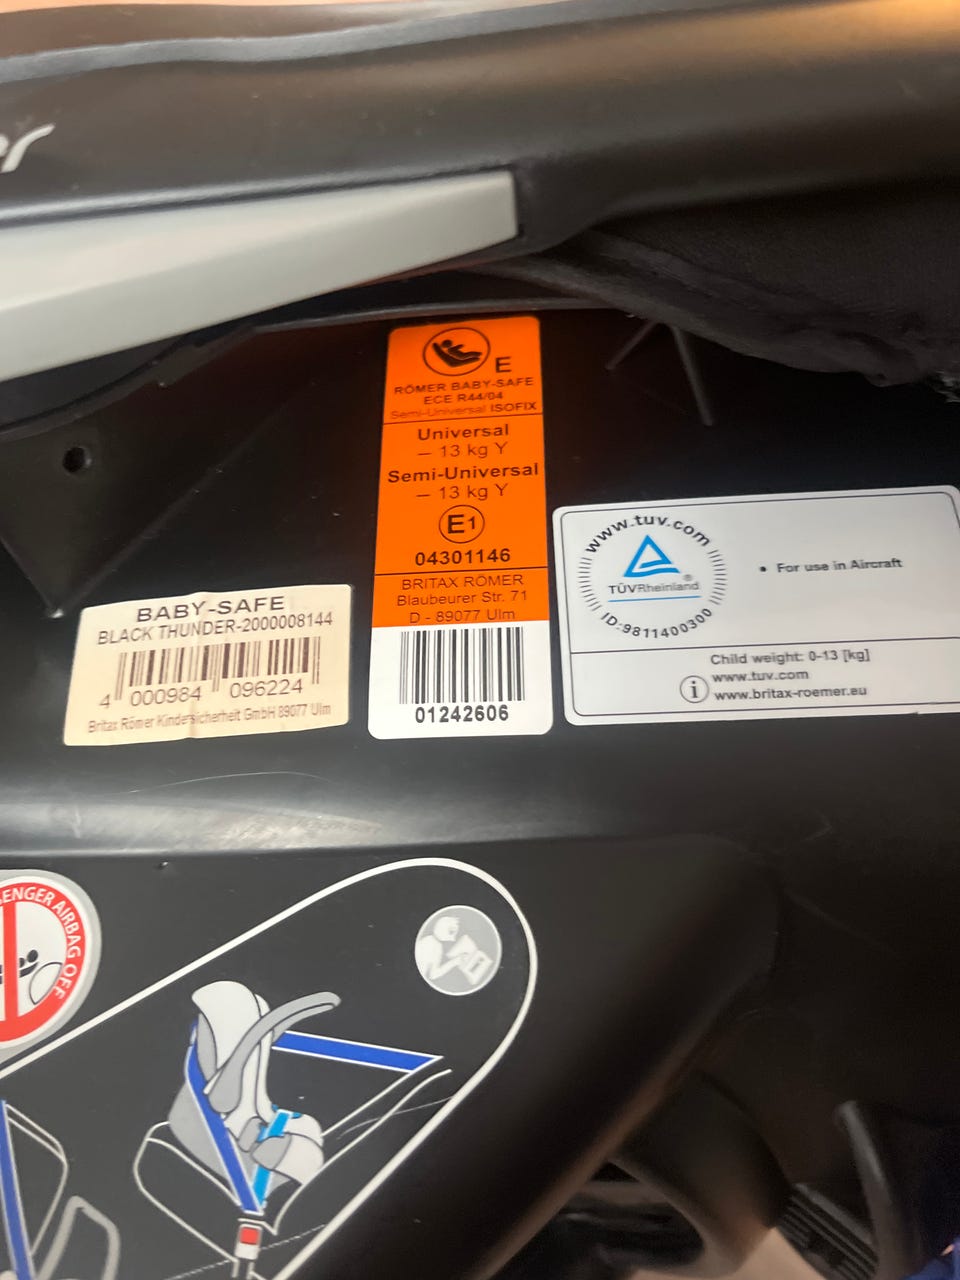 E
RÖMER BABY-SAFE
ECE R44/04
Semi-Universal ISOFIX
Universal
– 13 kg Y
Semi-Universal
– 13 kg Y
E1
04301146
BRITAX RÖMER
Blaubeurer Str. 71
D - 89077 Ulm
01242606
BABY-SAFE
BLACK THUNDER-2000008144
4 000984 096224
Britax Römer Kindersicherheit GmbH 89077 Ulm
www.tuv.com
TÜVRheinland®
ID:9811400300
• For use in Aircraft
Child weight: 0-13 [kg]
www.tuv.com
i www.britax-roemer.eu
AIRBAG OFF
i